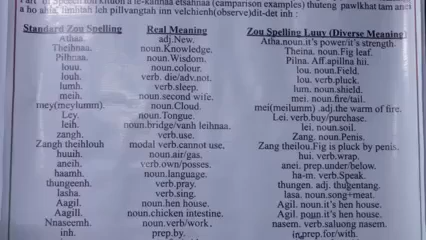 (comparison) thuteng pawlkhat tam
a ho
pillvangtah inn velchienh(observe)dit-det inh :
Standard Zou Spelling Real Meaning Zou Spelling Luuy (Diverse Meaning)
Athaa. adj.New. Atha.noun.it's power/it's strength.
Theihnaa. noun.Knowledge. Theina. noun.Fig leaf.
Pilhnaa. noun.Wisdom. Pilna. Aff.apillna hii.
louu. noun.colour. lou. noun.Field.
louh. verb. die/adv.not. lou. verb.pluck.
lumh. verb.sleep. lum. noun.shield.
meih. noun.second wife. mei. noun.fire/tail.
mey(meylumm). noun.Cloud. mei(meilumm) .adj.the warm of fire.
Ley. noun.Tongue. Lei. verb.buy/purchase.
leih. noun.bridge/vanh leihnaa. lei. noun.soil.
zangh. verb.use. Zang. noun.Penis.
Zangh theihlouh modal verb.cannot use. Zang theilou.Fig is pluck by penis.
huuih. noun.air/gas. hui. verb.wrap.
aneih. verb.own/posses. anei. prep.under/below.
haamh. noun.language. ha-m. verb.Speak.
thungeenh. verb.pray. thungen. adj. thugentang.
lasha. verb.sing. lasa. noun.song+meat.
Aagil. noun.hen house. Agil. noun.it's hen house.
Aagill. noun.chicken intestine. Agil. noun.it's hen house.
Nnaseemh. noun.verb/work. nasem. verb.saluong nasem.
inh. prep.by. in.prep.for/with.